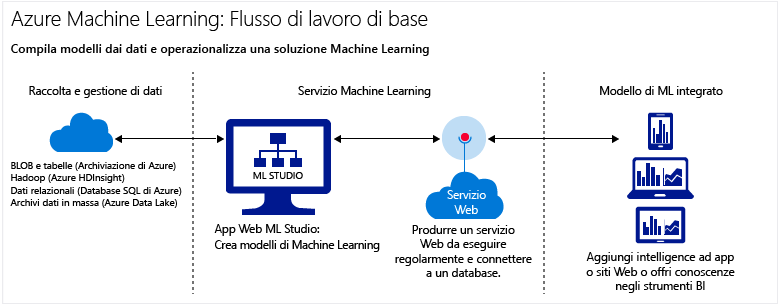 Azure Machine Learning: Flusso di lavoro di base
Compila modelli dai dati e operazionalizza una soluzione Machine Learning
Raccolta e gestione di dati
BLOB e tabelle (Archiviazione di Azure)
Hadoop (Azure HDInsight)
Dati relazionali (Database SQL di Azure)
Archivi dati in massa (Azure Data Lake)
Servizio Machine Learning
ML STUDIO
App Web ML Studio:
Crea modelli di Machine Learning
Servizio
Web
Produrre un servizio
Web da eseguire
regolarmente e connettere
a un database.
Modello di ML integrato
Aggiungi intelligence ad app
o siti Web o offri conoscenze
negli strumenti BI